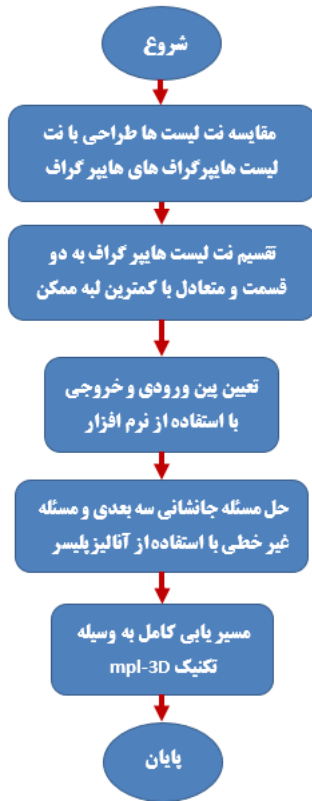 شروع
مقایسه نت لیست ها طراحی با نت
لیست هایپرگراف های هایپر گراف
تقسیم نت لیست هایپر گراف به دو
قسمت و متعادل با کمترین لبه ممکن
تعیین پین ورودی و خروجی
با استفاده از نرم افزار
حل مسئله جانشانی سه بعدی و مسئله
غیر خطی با استفاده از آنالیز پلیسر
مسیر یابی کامل به وسیله
تکنیک mpl-3D
پایان